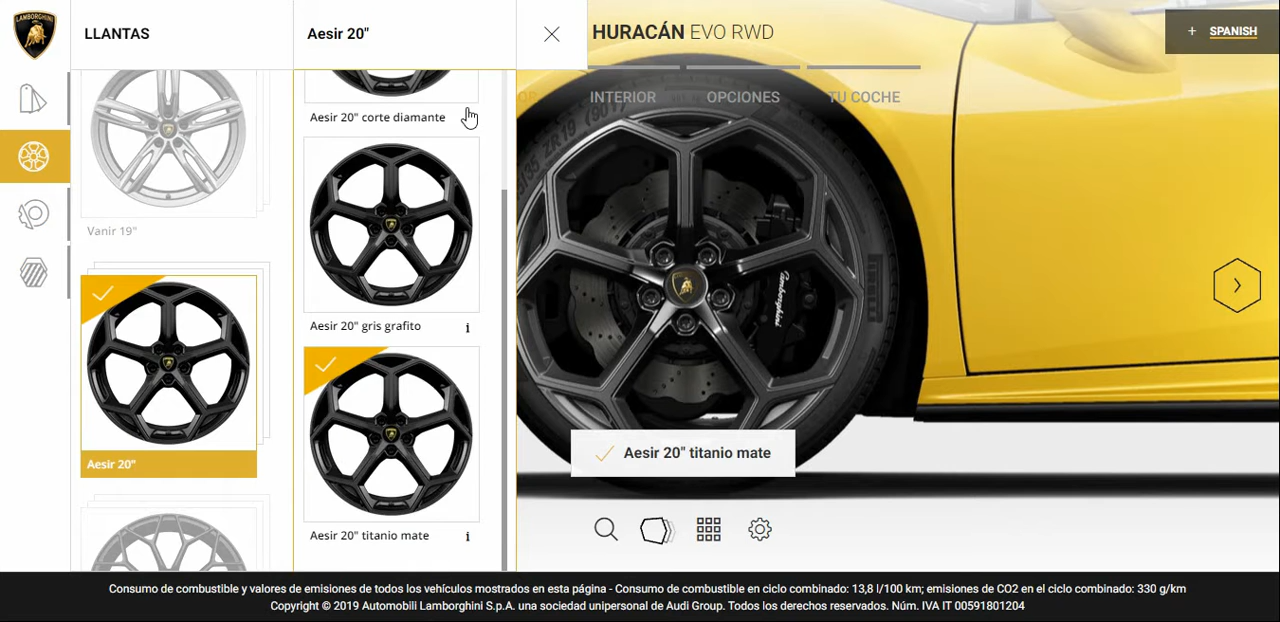 LAMBORGHINI
LLANTAS
Aesir 20"
HURACÁN EVO RWD
+ SPANISH
INTERIOR
OPCIONES
TU COCHE
Vanir 19"
Aesir 20"
Aesir 20" corte diamante
Aesir 20" gris grafito
i
Aesir 20" titanio mate
i
Lamborghini
Aesir 20" titanio mate
Consumo de combustible y valores de emisiones de todos los vehículos mostrados en esta página - Consumo de combustible en ciclo combinado: 13,8 l/100 km; emisiones de CO2 en el ciclo combinado: 330 g/km
Copyright © 2019 Automobili Lamborghini S.p.A. una sociedad unipersonal de Audi Group. Todos los derechos reservados. Núm. IVA IT 00591801204